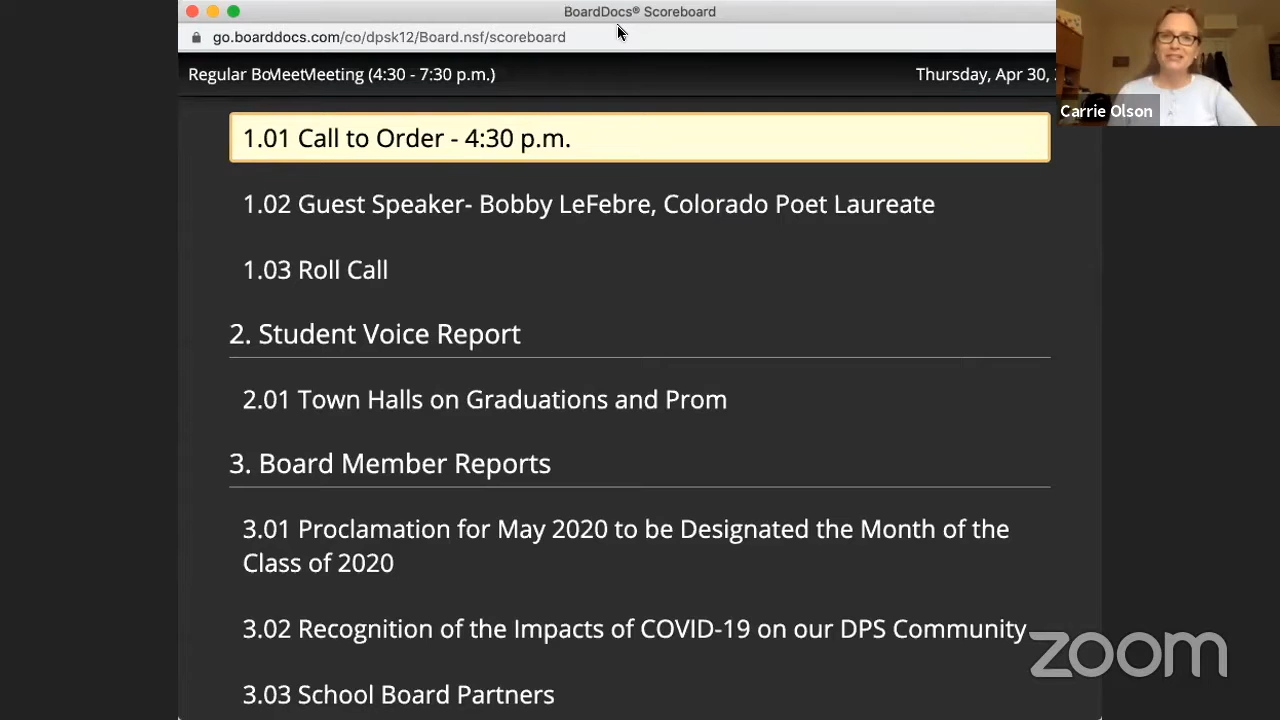 BoardDocs® Scoreboard
go.boarddocs.com/co/dpsk12/Board.nsf/scoreboard
Regular BoMeetMeeting (4:30 - 7:30 p.m.)
Thursday, Apr 30,
Carrie Olson
1.01 Call to Order - 4:30 p.m.
1.02 Guest Speaker- Bobby LeFebre, Colorado Poet Laureate
1.03 Roll Call
2. Student Voice Report
2.01 Town Halls on Graduations and Prom
3. Board Member Reports
3.01 Proclamation for May 2020 to be Designated the Month of the
Class of 2020
3.02 Recognition of the Impacts of COVID-19 on our DPS Community
zoom
3.03 School Board Partners